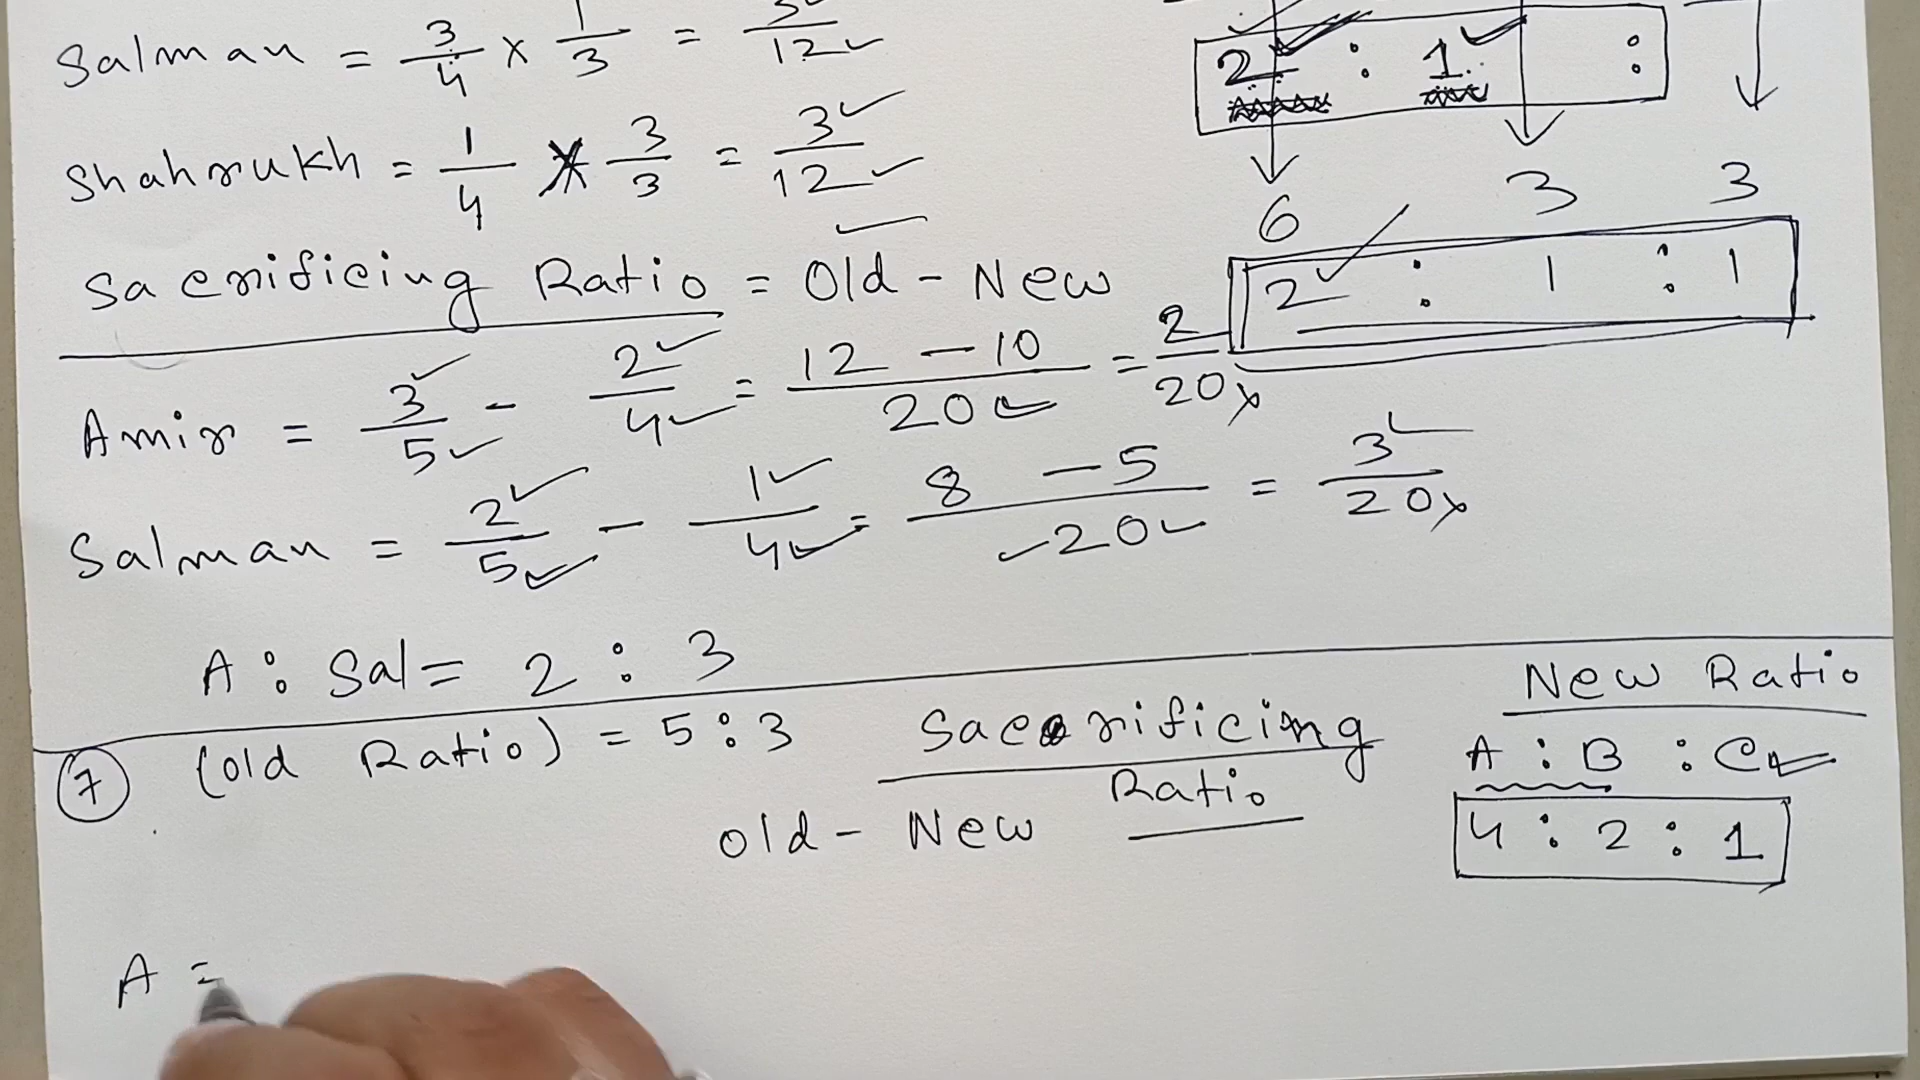 Salman = 3/4 × 1/3 = 3/12
2 : 1 :
Shahrukh = 1/4 × 3/3 = 3/12
6 3 3
2 : 1 : 1
Sacrificing Ratio = Old - New
Amir = 3/5 - 2/4 = 12 - 10/20 = 2/20
Salman = 2/5 - 1/4 = 8 - 5/20 = 3/20
A : Sal = 2 : 3
7 (old Ratio) = 5 : 3
Sacrificing Ratio
old - New
New Ratio
A : B : C
4 : 2 : 1
A =